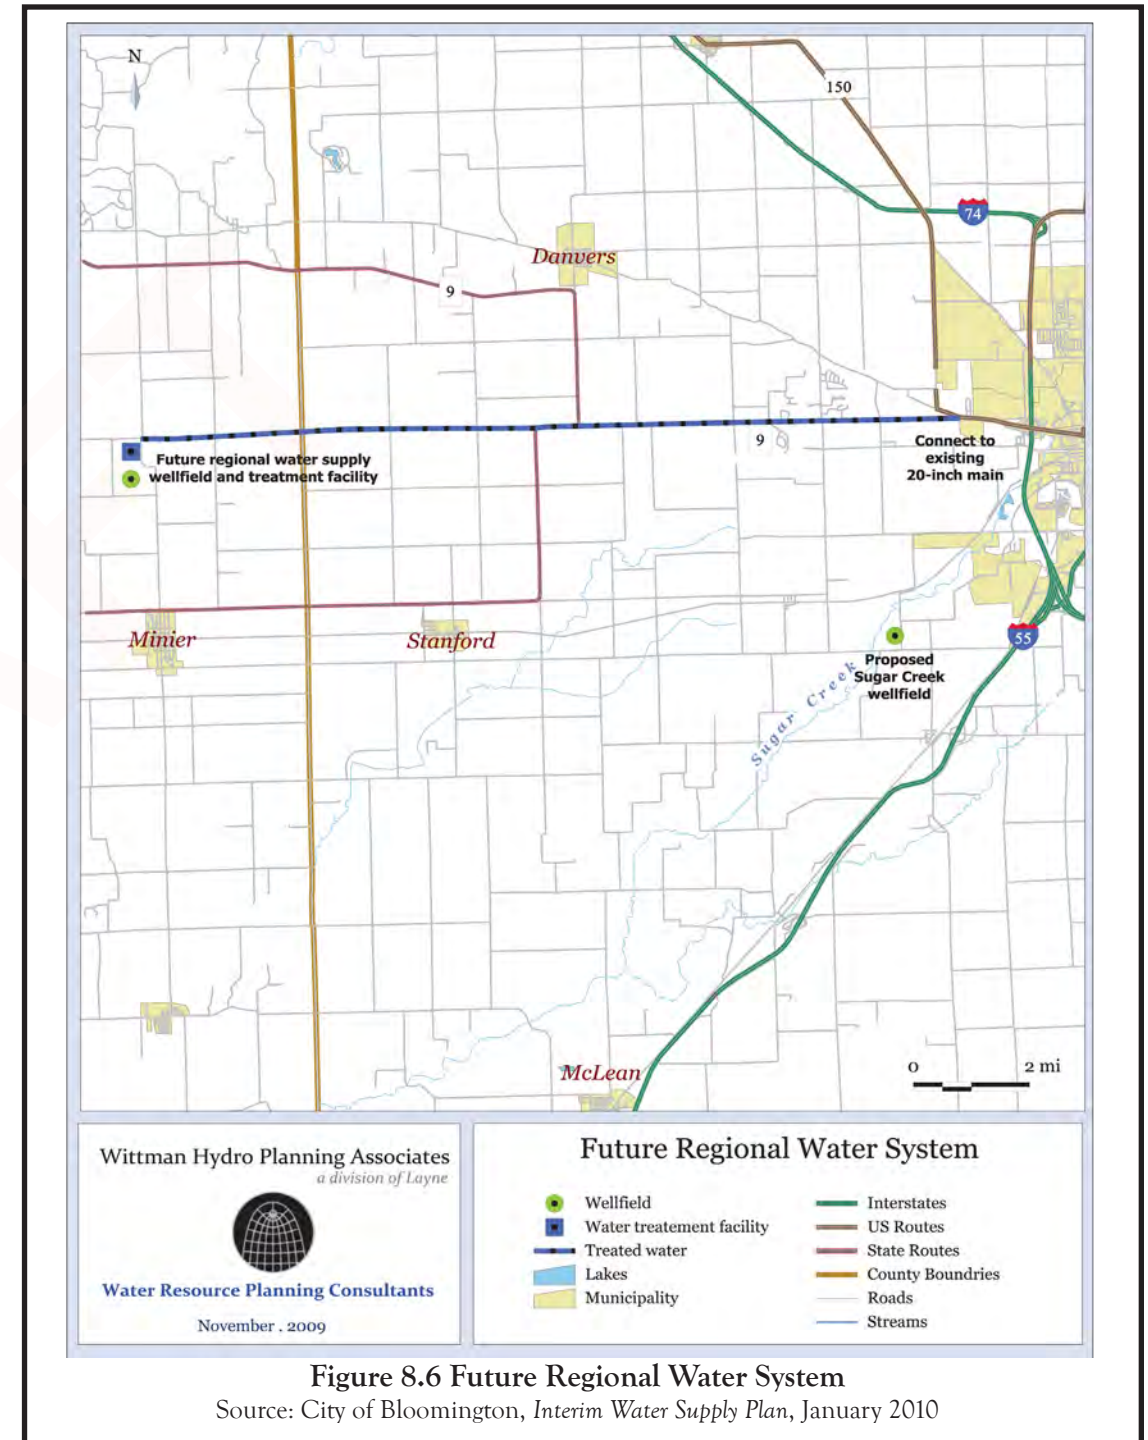 N
150
74
Danvers
9
9
Connect to
existing
20-inch main
Future regional water supply
wellfield and treatment facility
Minier
Stanford
55
Proposed
Sugar Creek
wellfield
Sugar Creek
McLean
0 2 mi
Wittman Hydro Planning Associates
a division of Layne
Water Resource Planning Consultants
November . 2009
Future Regional Water System
Wellfield
Water treatement facility
Treated water
Lakes
Municipality
Interstates
US Routes
State Routes
County Boundries
Roads
Streams
Figure 8.6 Future Regional Water System
Source: City of Bloomington, Interim Water Supply Plan, January 2010